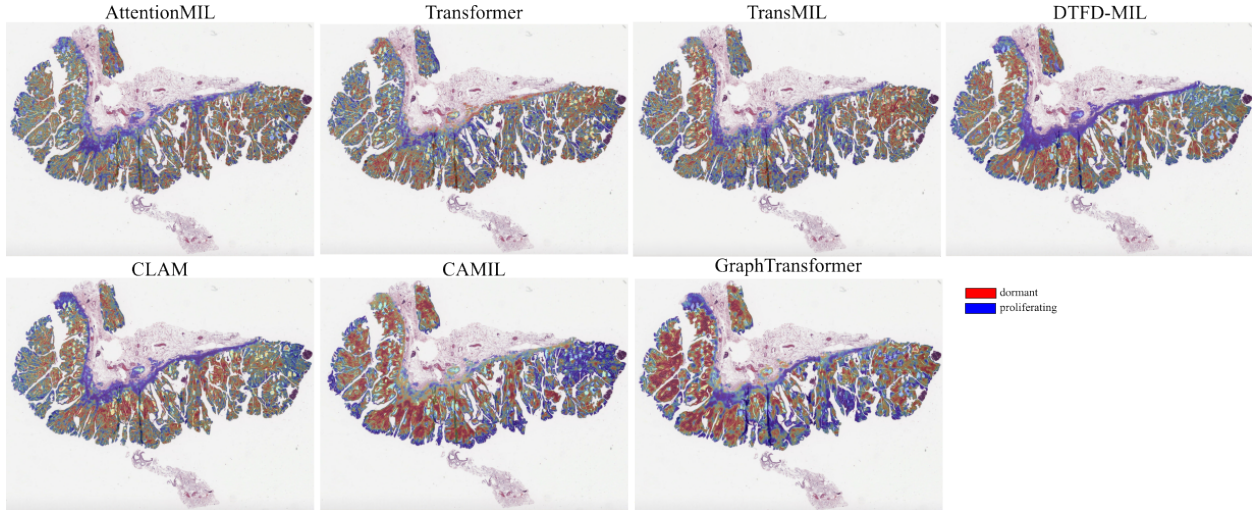 AttentionMIL
Transformer
TransMIL
DTFD-MIL
CLAM
CAMIL
GraphTransformer
dormant
proliferating